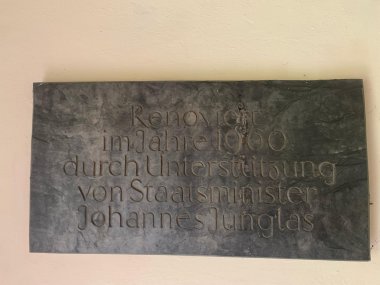 Renoviert
im Jahre 1960
durch Unterstützung
von Staatsminister
Johannes Junglas